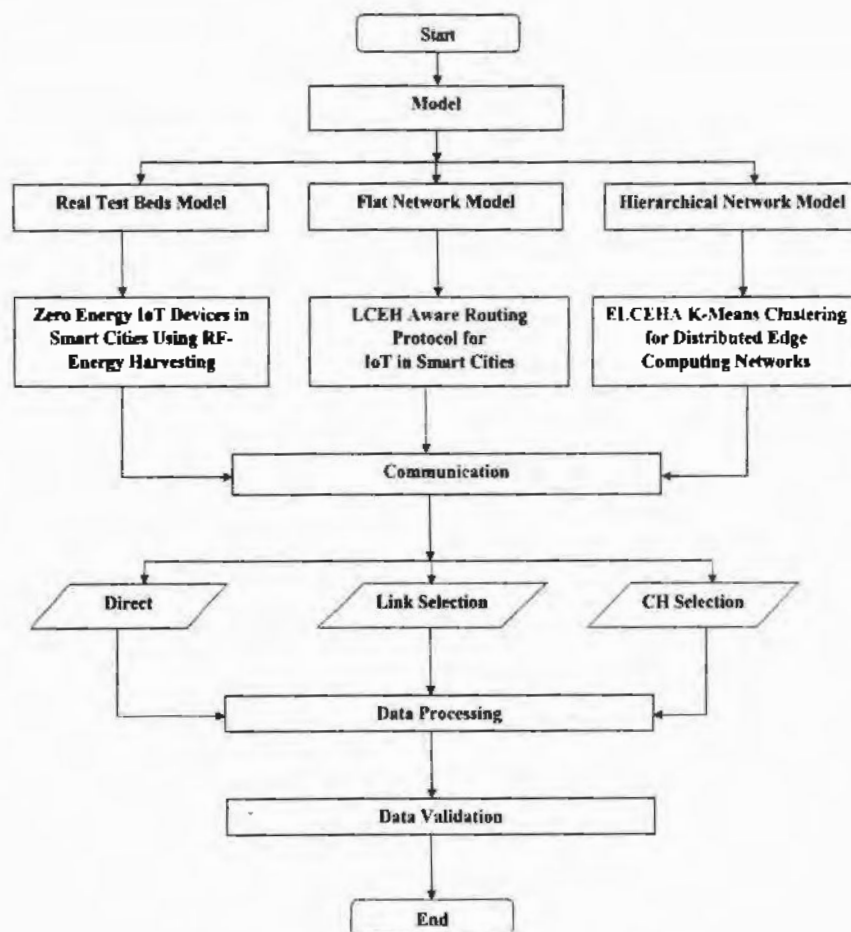 Start
Model
Real Test Beds Model
Flat Network Model
Hierarchical Network Model
Zero Energy IoT Devices in
Smart Cities Using RF-
Energy Harvesting
LCEH Aware Routing
Protocol for
IoT in Smart Cities
ELCEHA K-Means Clustering
for Distributed Edge
Computing Networks
Communication
Direct
Link Selection
CH Selection
Data Processing
Data Validation
End